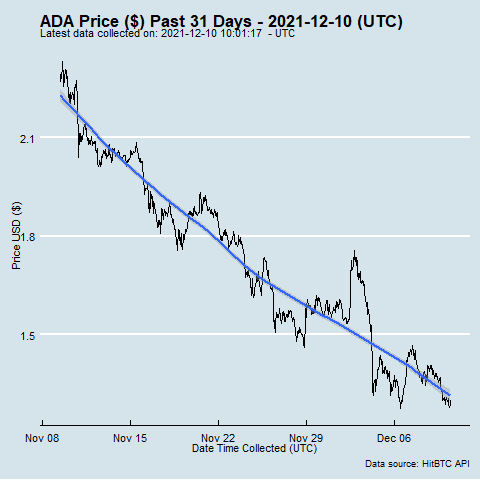 ADA Price ($) Past 31 Days - 2021-12-10 (UTC)
Latest data collected on: 2021-12-10 10:01:17 - UTC
2.1
1.8
1.5
Price USD ($)
Nov 08
Nov 15
Nov 22
Nov 29
Dec 06
Date Time Collected (UTC)
Data source: HitBTC API